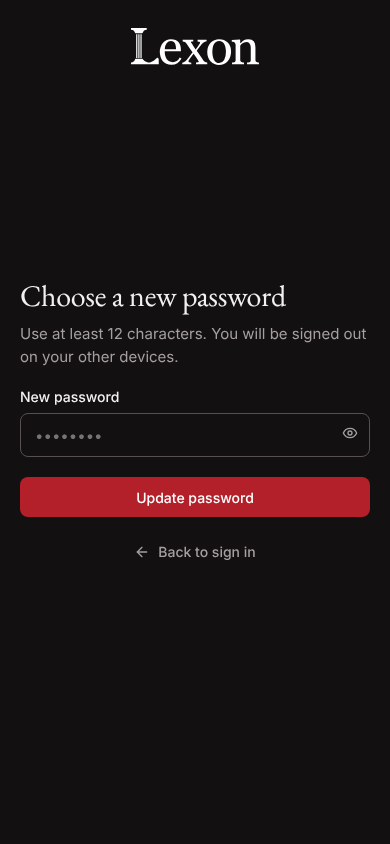 Lexon
Choose a new password
Use at least 12 characters. You will be signed out
on your other devices.
New password
••••••••
Update password
← Back to sign in